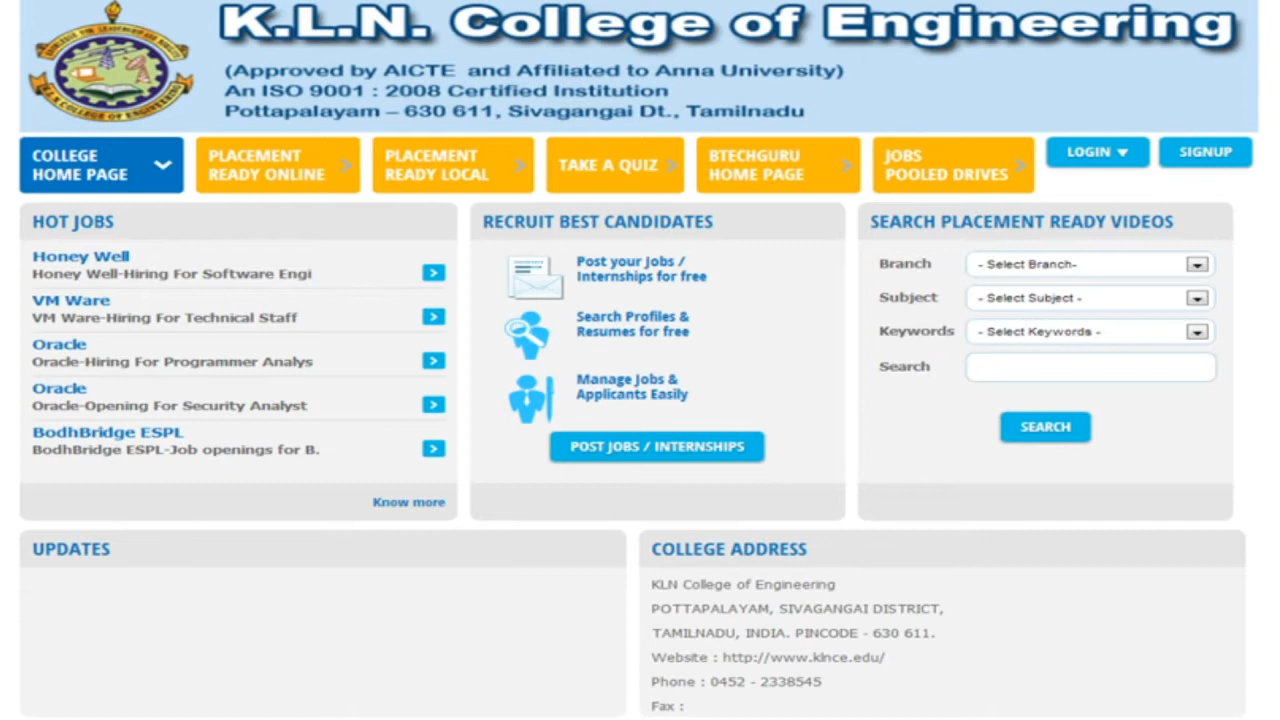 K.L.N. College of Engineering
(Approved by AICTE and Affiliated to Anna University)
An ISO 9001 : 2008 Certified Institution
Pottapalayam – 630 611, Sivagangai Dt., Tamilnadu
COLLEGE
HOME PAGE
PLACEMENT
READY ONLINE
PLACEMENT
READY LOCAL
TAKE A QUIZ
BTECHGURU
HOME PAGE
JOBS
POOLED DRIVES
LOGIN
SIGNUP
HOT JOBS
Honey Well
Honey Well-Hiring For Software Engi
VM Ware
VM Ware-Hiring For Technical Staff
Oracle
Oracle-Hiring For Programmer Analys
Oracle
Oracle-Opening For Security Analyst
BodhBridge ESPL
BodhBridge ESPL-Job openings for B.
Know more
RECRUIT BEST CANDIDATES
Post your Jobs /
Internships for free
Search Profiles &
Resumes for free
Manage Jobs &
Applicants Easily
POST JOBS / INTERNSHIPS
SEARCH PLACEMENT READY VIDEOS
Branch
- Select Branch-
Subject
- Select Subject -
Keywords
- Select Keywords -
Search
SEARCH
UPDATES
COLLEGE ADDRESS
KLN College of Engineering
POTTAPALAYAM, SIVAGANGAI DISTRICT,
TAMILNADU, INDIA. PINCODE - 630 611.
Website : http://www.klnce.edu/
Phone : 0452 - 2338545
Fax :